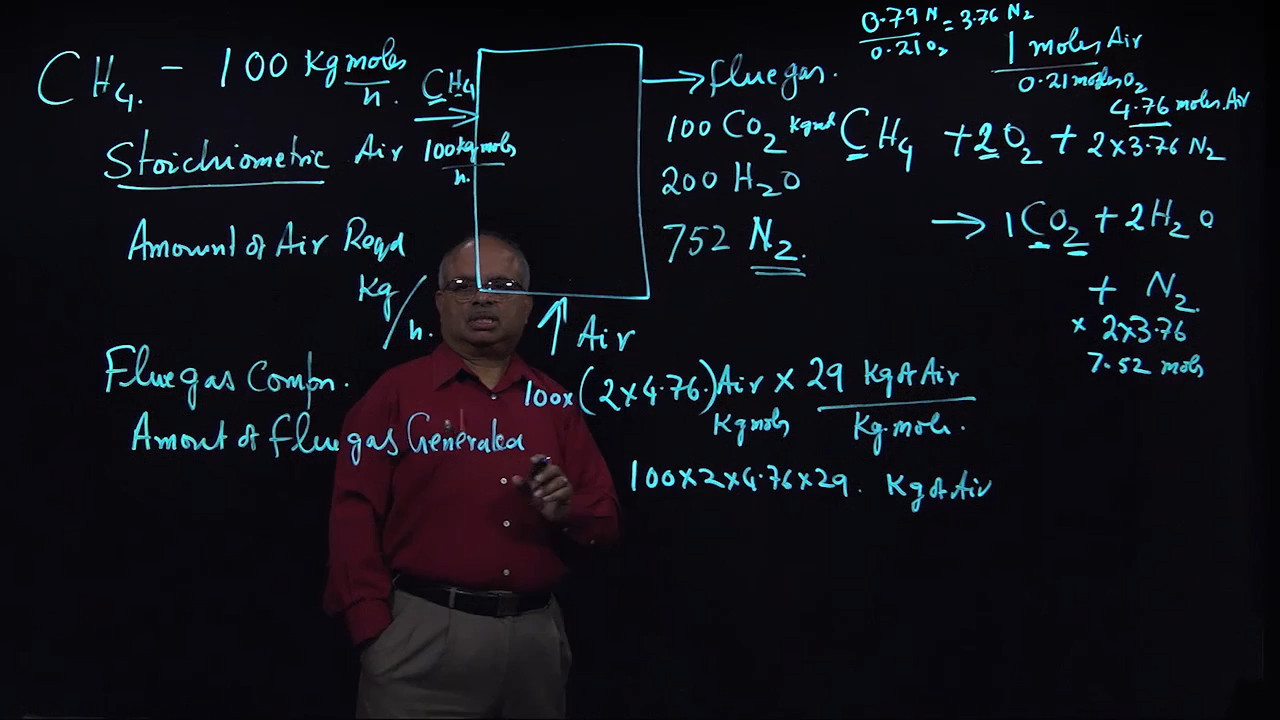 CH₄ - 100 Kg moles/h.
Stoichiometric Air
Amount of Air Reqd
Kg/h.
Flue gas Compn.
Amount of Flue gas Generated
CH₄
100 Kg moles/h.
Air
Flue gas.
100 CO₂
200 H₂O
752 N₂.
0.79 N/0.21 O₂ = 3.76 N₂
1 moles Air/0.21 moles O₂
4.76 moles Air
CH₄ + 2O₂ + 2×3.76 N₂
→ 1CO₂ + 2H₂O
+ N₂.
× 2×3.76
7.52 mols
100×(2×4.76.) Air × 29 Kg of Air/Kg. mole.
Kg mols
100×2×4.76×29. Kg of Air